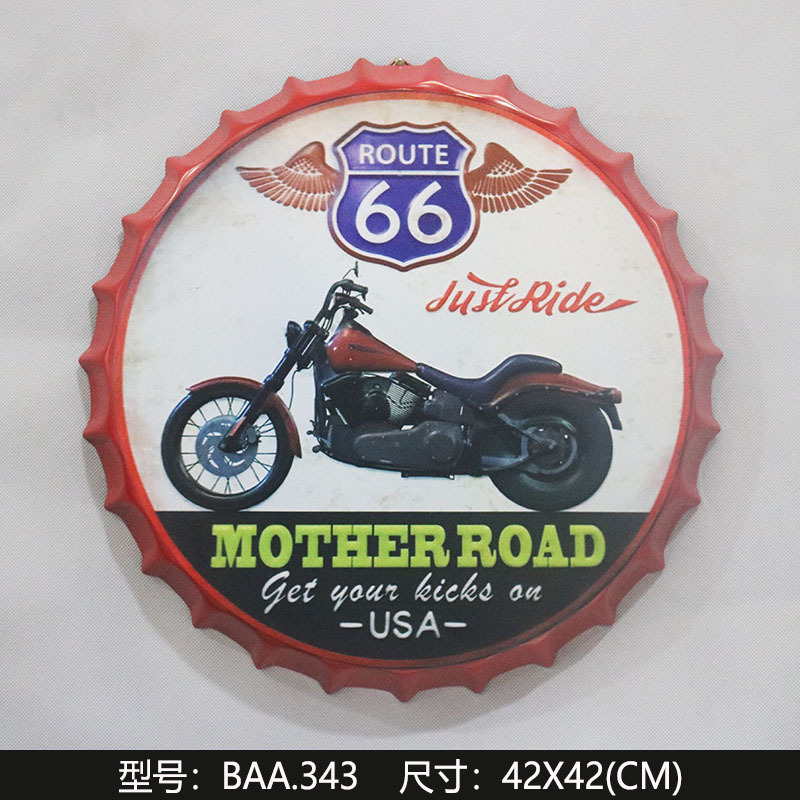 ROUTE
66
Just Ride
MOTHER ROAD
Get your kicks on
-USA-
型号：BAA.343 尺寸：42X42(CM)